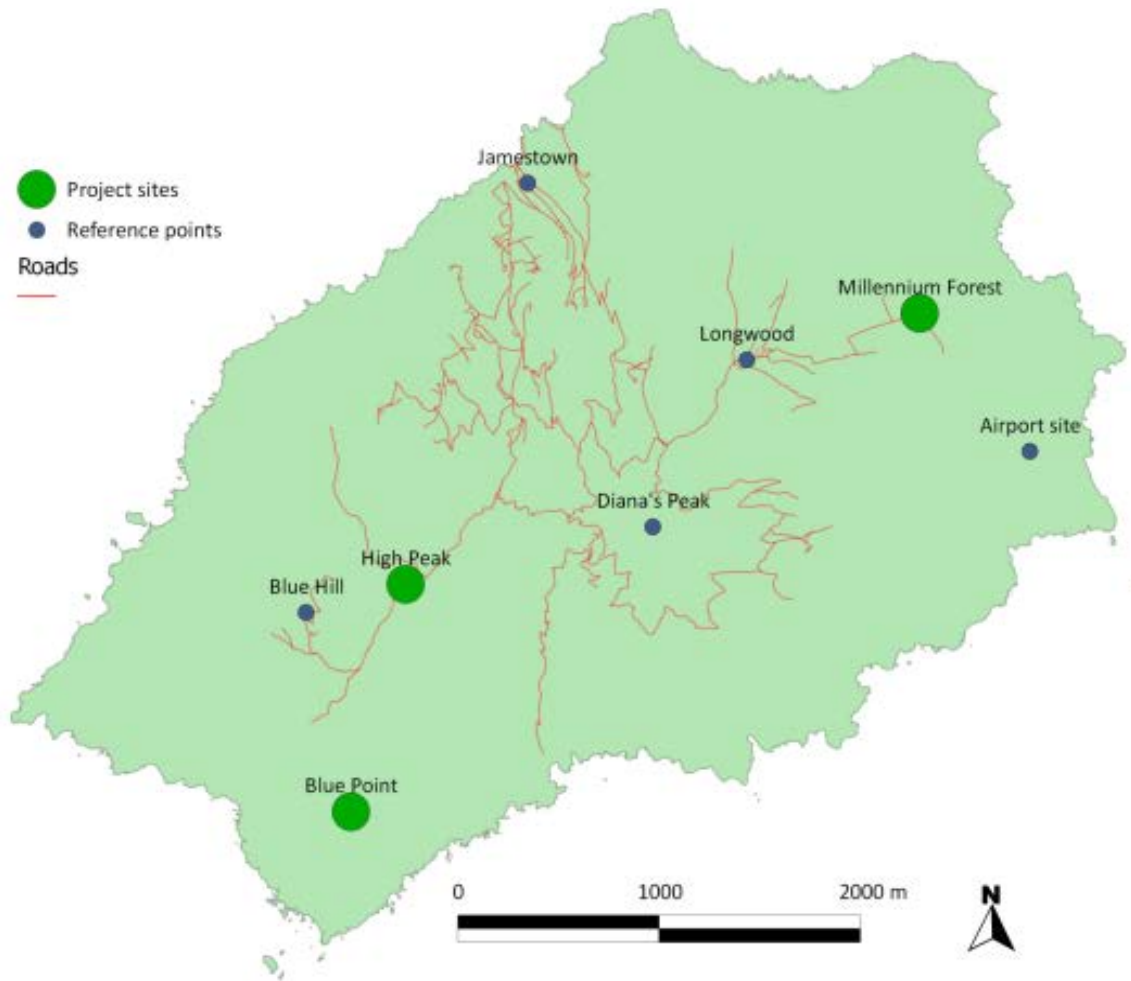 Jamestown
Project sites
Reference points
Roads
Millennium Forest
Longwood
Airport site
Diana's Peak
High Peak
Blue Hill
Blue Point
0 1000 2000 m
N